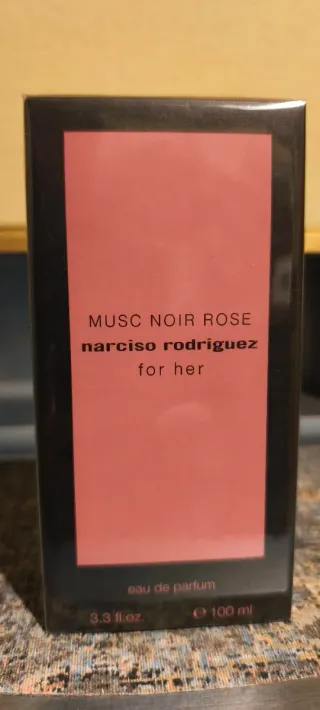 MUSC NOIR ROSE
narciso rodriguez
for her
eau de parfum
3.3 fl.oz. ℮ 100 ml